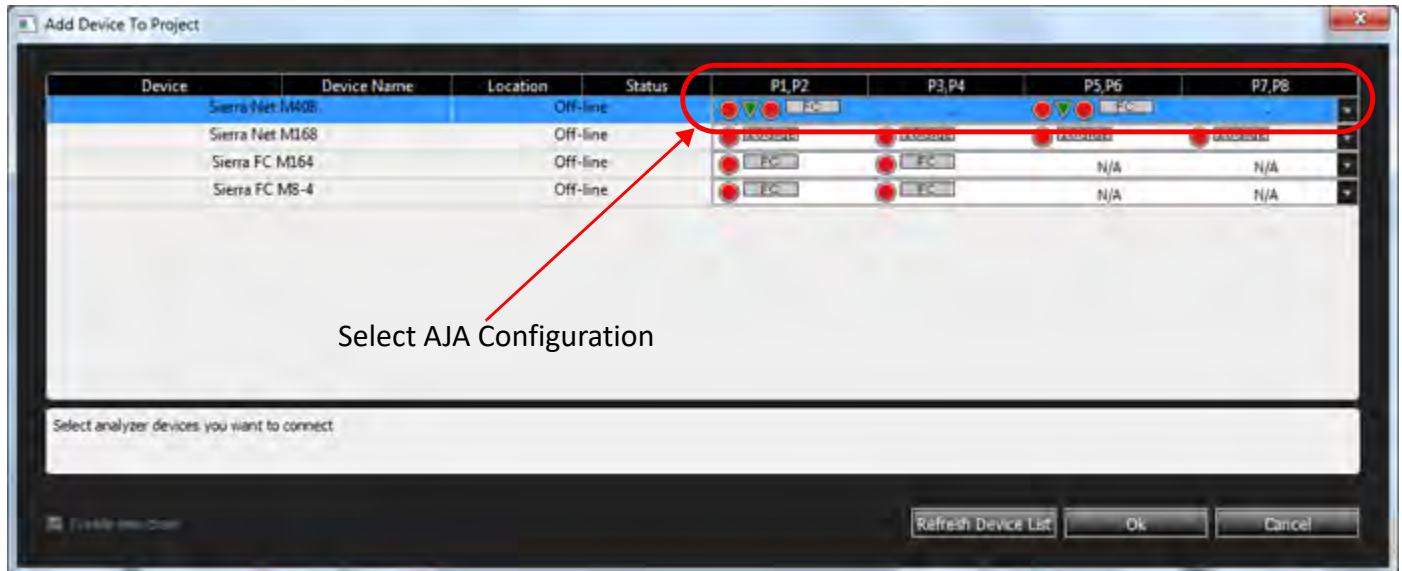 Add Device To Project
Device Device Name Location Status P1,P2 P3,P4 P5,P6 P7,P8
Sierra Net M408 Off-line FC - FC -
Sierra Net M168 Off-line
Sierra FC M164 Off-line FC FC N/A N/A
Sierra FC M8-4 Off-line FC FC N/A N/A
Select AJA Configuration
Select analyzer devices you want to connect
Refresh Device List Ok Cancel